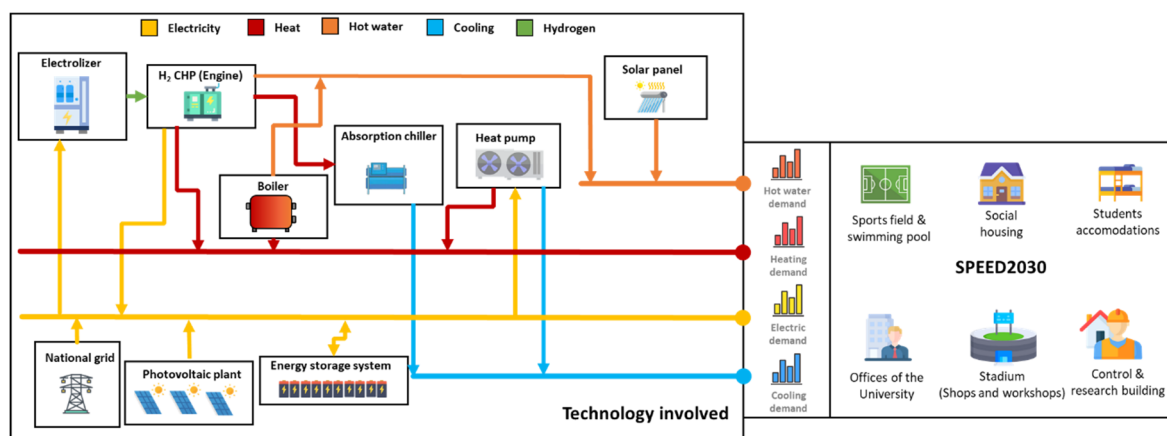 Electricity
Heat
Hot water
Cooling
Hydrogen
Electrolizer
H₂ CHP (Engine)
Solar panel
Absorption chiller
Heat pump
Boiler
Hot water
demand
Heating
demand
Electric
demand
Cooling
demand
National grid
Photovoltaic plant
Energy storage system
Technology involved
Sports field &
swimming pool
Social
housing
Students
accomodations
SPEED2030
Offices of the
University
Stadium
(Shops and workshops)
Control &
research building